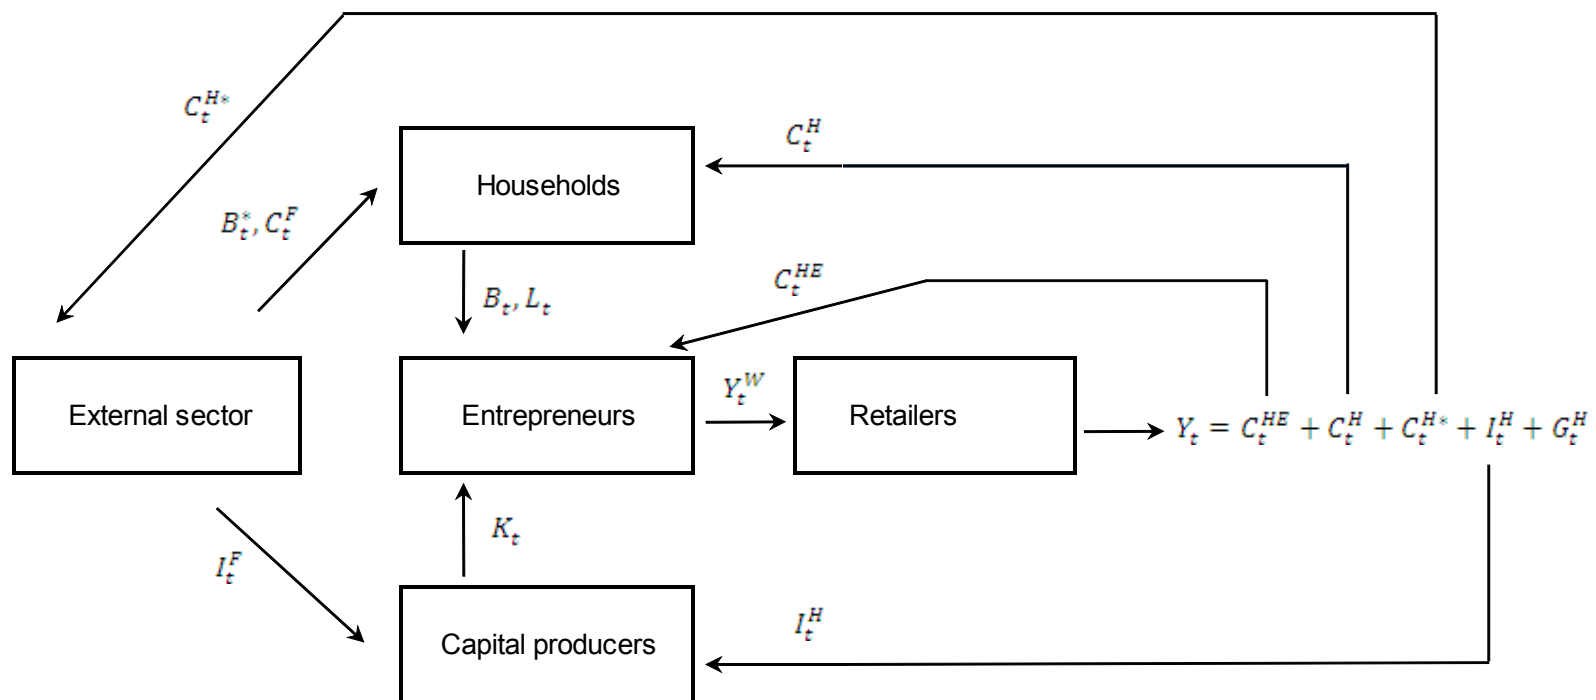 C_t^{H*}
C_t^H
Households
B_t^*, C_t^F
C_t^{HE}
B_t, L_t
External sector
Entrepreneurs
Y_t^W
Retailers
Y_t = C_t^{HE} + C_t^H + C_t^{H*} + I_t^H + G_t^H
K_t
I_t^F
Capital producers
I_t^H